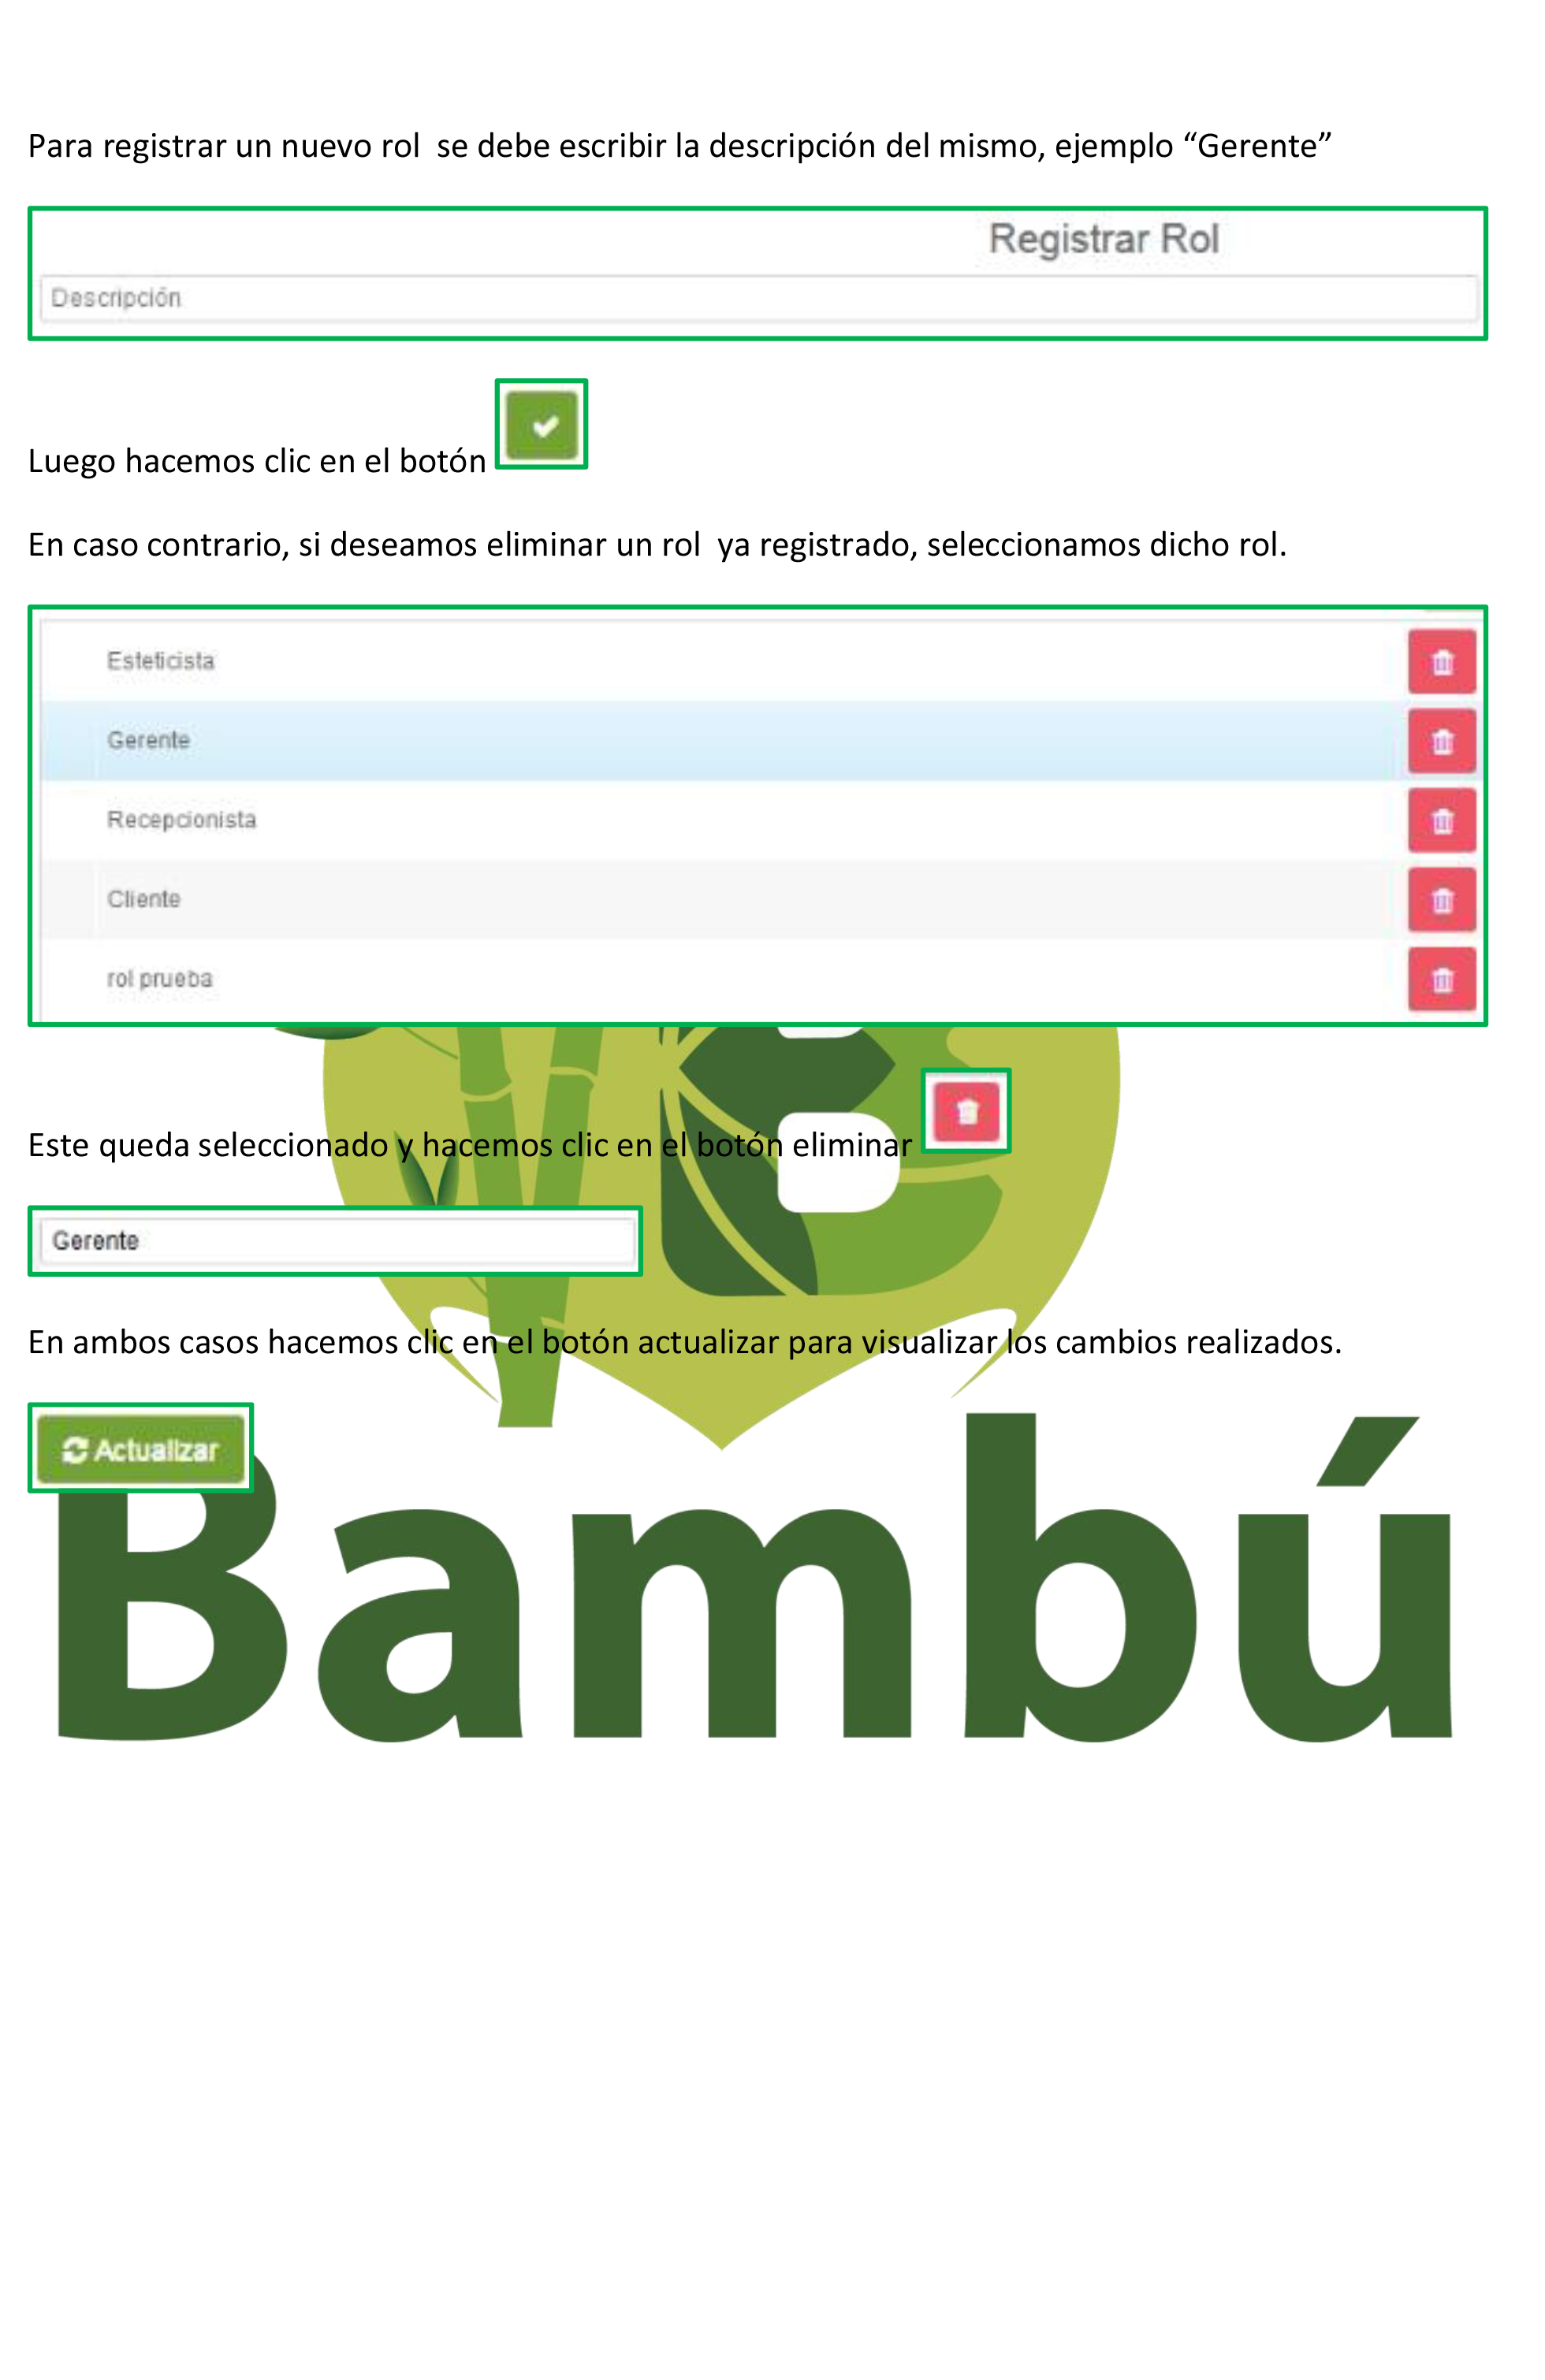 Para registrar un nuevo rol  se debe escribir la descripción del mismo, ejemplo “Gerente”
Registrar Rol
Descripción
Luego hacemos clic en el botón
En caso contrario, si deseamos eliminar un rol  ya registrado, seleccionamos dicho rol.
Esteticista
Gerente
Recepcionista
Cliente
rol prueba
Este queda seleccionado y hacemos clic en el botón eliminar
Gerente
En ambos casos hacemos clic en el botón actualizar para visualizar los cambios realizados.
Actualizar
Bambú